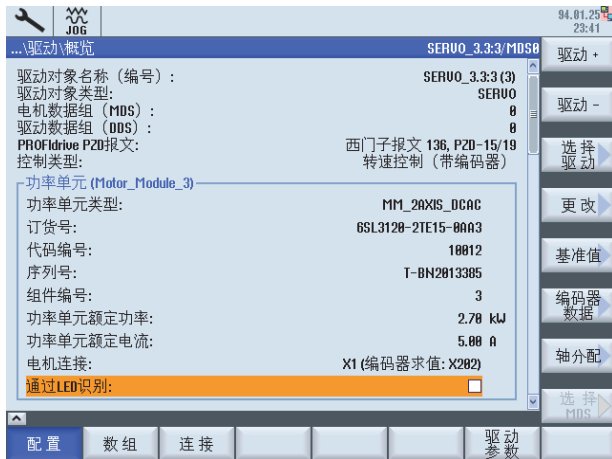 JOG
94.01.25
23:41
...\驱动\概览 SERVO_3.3:3/MDS0
驱动对象名称（编号）: SERVO_3.3:3 (3)
驱动对象类型: SERVO
电机数据组（MDS）: 0
驱动数据组（DDS）: 0
PROFIdrive PZD报文: 西门子报文 136, PZD-15/19
控制类型: 转速控制（带编码器）
功率单元 (Motor_Module_3)
功率单元类型: MM_2AXIS_DCAC
订货号: 6SL3120-2TE15-0AA3
代码编号: 10012
序列号: T-BN2013385
组件编号: 3
功率单元额定功率: 2.70 kW
功率单元额定电流: 5.00 A
电机连接: X1 (编码器求值: X202)
通过LED识别:
驱动 +
驱动 -
选择
驱动
更改
基准值
编码器
数据
轴分配
选择
MDS
配置
数组
连接
驱动
参数